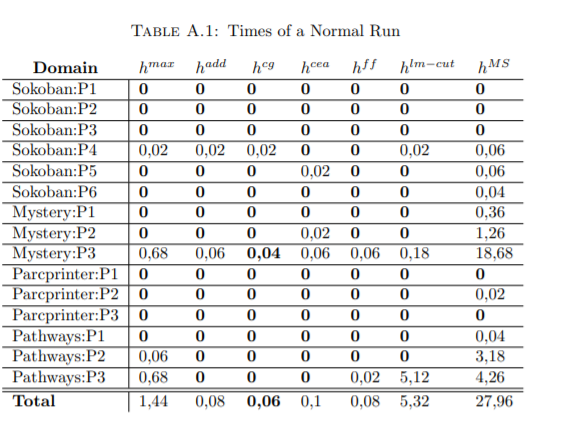 TABLE A.1: Times of a Normal Run
Domain h^max h^add h^cg h^cea h^ff h^lm−cut h^MS
Sokoban:P1 0 0 0 0 0 0 0
Sokoban:P2 0 0 0 0 0 0 0
Sokoban:P3 0 0 0 0 0 0 0
Sokoban:P4 0,02 0,02 0,02 0 0 0,02 0,06
Sokoban:P5 0 0 0 0,02 0 0 0,06
Sokoban:P6 0 0 0 0 0 0 0,04
Mystery:P1 0 0 0 0 0 0 0,36
Mystery:P2 0 0 0 0,02 0 0 1,26
Mystery:P3 0,68 0,06 0,04 0,06 0,06 0,18 18,68
Parcprinter:P1 0 0 0 0 0 0 0
Parcprinter:P2 0 0 0 0 0 0 0,02
Parcprinter:P3 0 0 0 0 0 0 0
Pathways:P1 0 0 0 0 0 0 0,04
Pathways:P2 0,06 0 0 0 0 0 3,18
Pathways:P3 0,68 0 0 0 0,02 5,12 4,26
Total 1,44 0,08 0,06 0,1 0,08 5,32 27,96